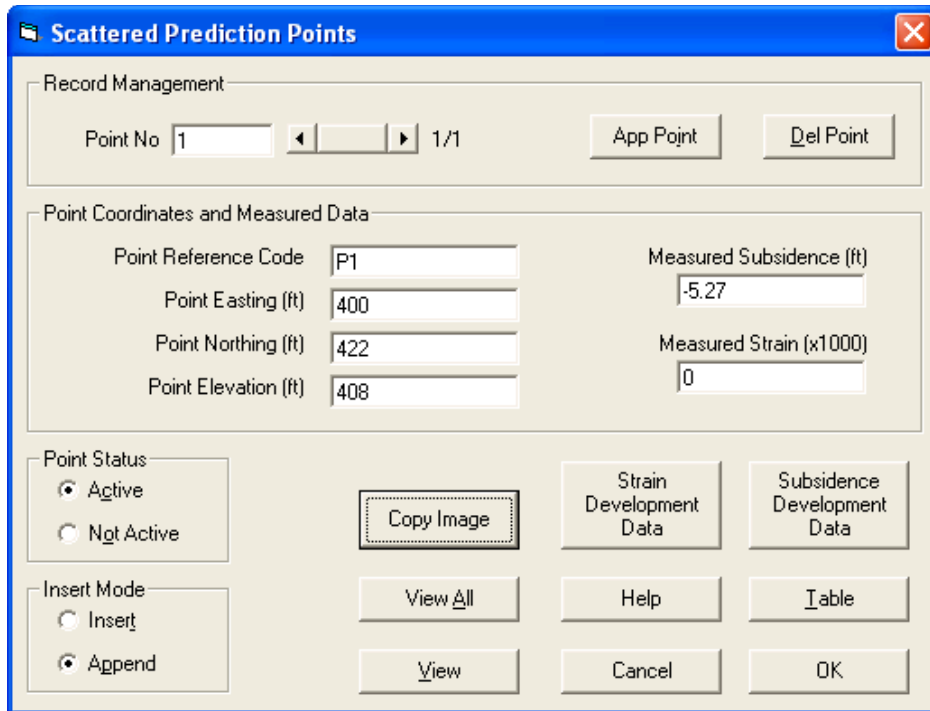 Scattered Prediction Points
Record Management
Point No 1 1/1 App Point Del Point
Point Coordinates and Measured Data
Point Reference Code P1
Measured Subsidence (ft)
Point Easting (ft) 400
-5.27
Point Northing (ft) 422
Measured Strain (x1000)
Point Elevation (ft) 408
0
Point Status
Active
Not Active
Insert Mode
Insert
Append
Copy Image
Strain
Development
Data
Subsidence
Development
Data
View All
Help
Table
View
Cancel
OK